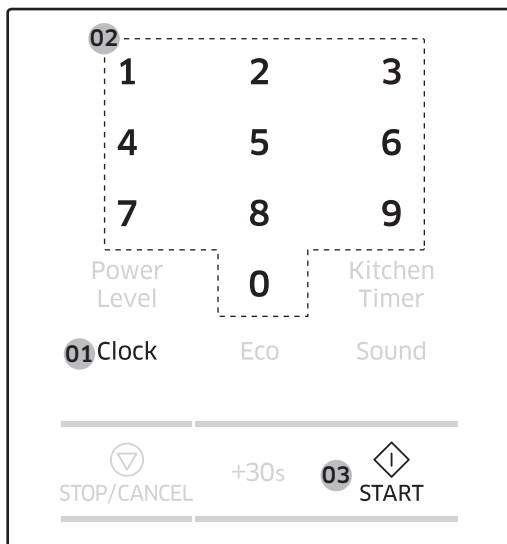 02
1 2 3
4 5 6
7 8 9
Power Level 0 Kitchen Timer
01 Clock Eco Sound
STOP/CANCEL +30s 03 START